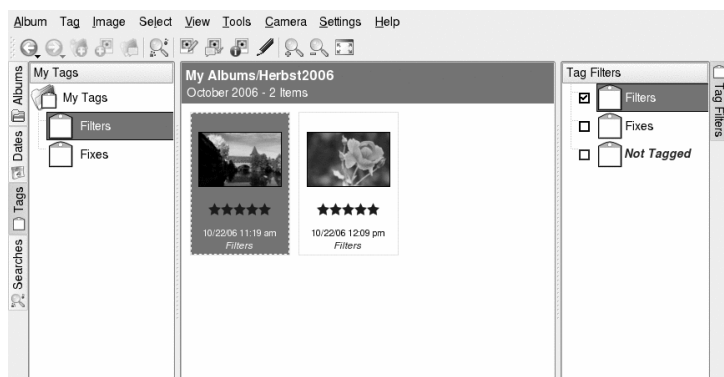 Album Tag Image Select View Tools Camera Settings Help
Albums
Dates
Tags
Searches
My Tags
My Tags
Filters
Fixes
My Albums/Herbst2006
October 2006 - 2 Items
10/22/06 11:19 am
Filters
10/22/06 12:09 pm
Filters
Tag Filters
Filters
Fixes
Not Tagged
Tag Filters